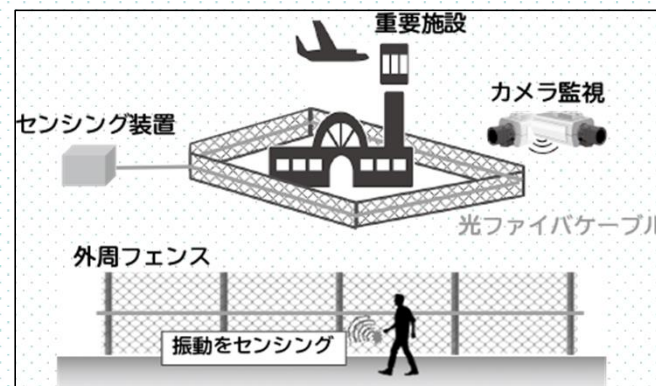 重要施設
カメラ監視
センシング装置
光ファイバケーブル
外周フェンス
振動をセンシング